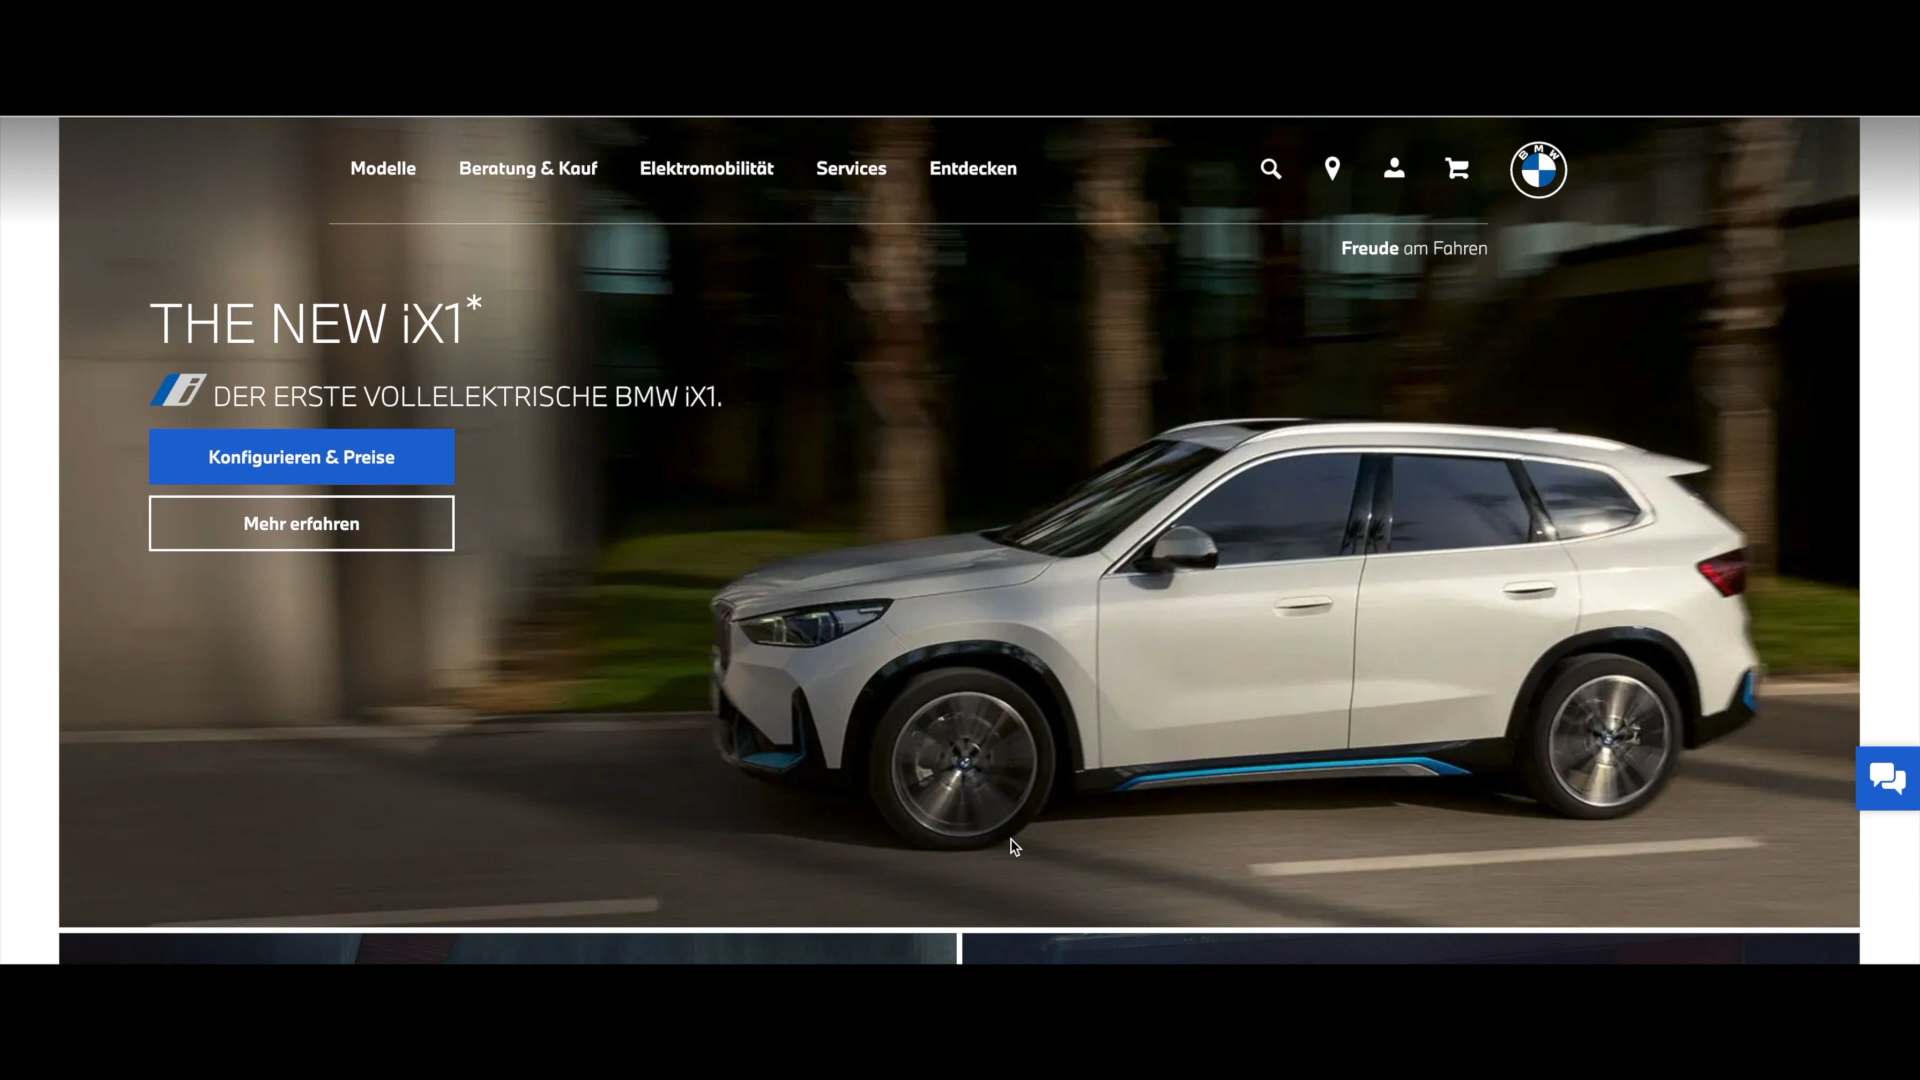 Modelle Beratung & Kauf Elektromobilität Services Entdecken
BMW
Freude am Fahren
THE NEW iX1*
i DER ERSTE VOLLELEKTRISCHE BMW iX1.
Konfigurieren & Preise
Mehr erfahren